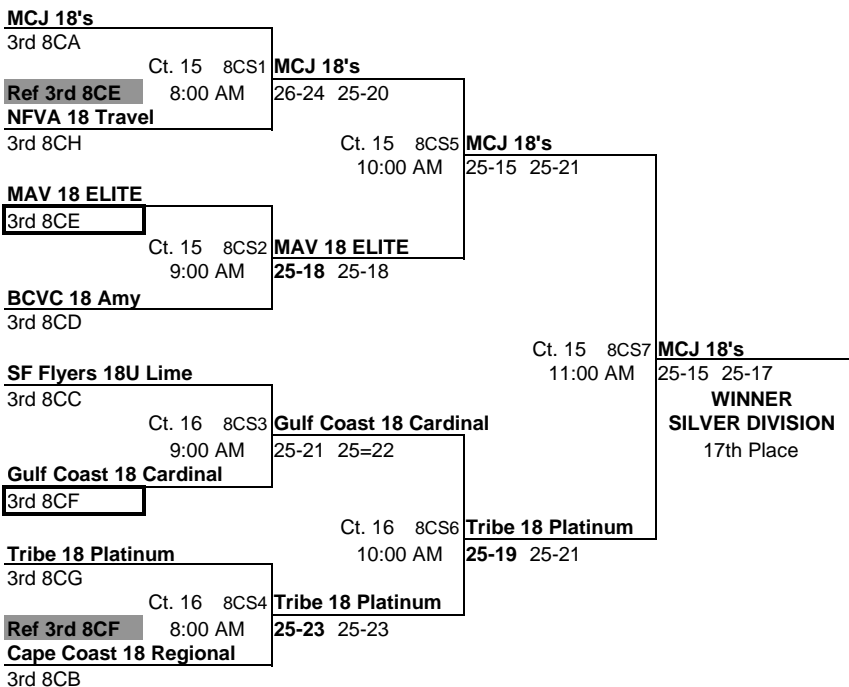 MCJ 18's
3rd 8CA
Ct. 15 8CS1 MCJ 18's
Ref 3rd 8CE 8:00 AM 26-24 25-20
NFVA 18 Travel
3rd 8CH Ct. 15 8CS5 MCJ 18's
10:00 AM 25-15 25-21
MAV 18 ELITE
3rd 8CE
Ct. 15 8CS2 MAV 18 ELITE
9:00 AM 25-18 25-18
BCVC 18 Amy
3rd 8CD
Ct. 15 8CS7 MCJ 18's
SF Flyers 18U Lime 11:00 AM 25-15 25-17
3rd 8CC WINNER
Ct. 16 8CS3 Gulf Coast 18 Cardinal SILVER DIVISION
9:00 AM 25-21 25=22 17th Place
Gulf Coast 18 Cardinal
3rd 8CF
Ct. 16 8CS6 Tribe 18 Platinum
Tribe 18 Platinum 10:00 AM 25-19 25-21
3rd 8CG
Ct. 16 8CS4 Tribe 18 Platinum
Ref 3rd 8CF 8:00 AM 25-23 25-23
Cape Coast 18 Regional
3rd 8CB